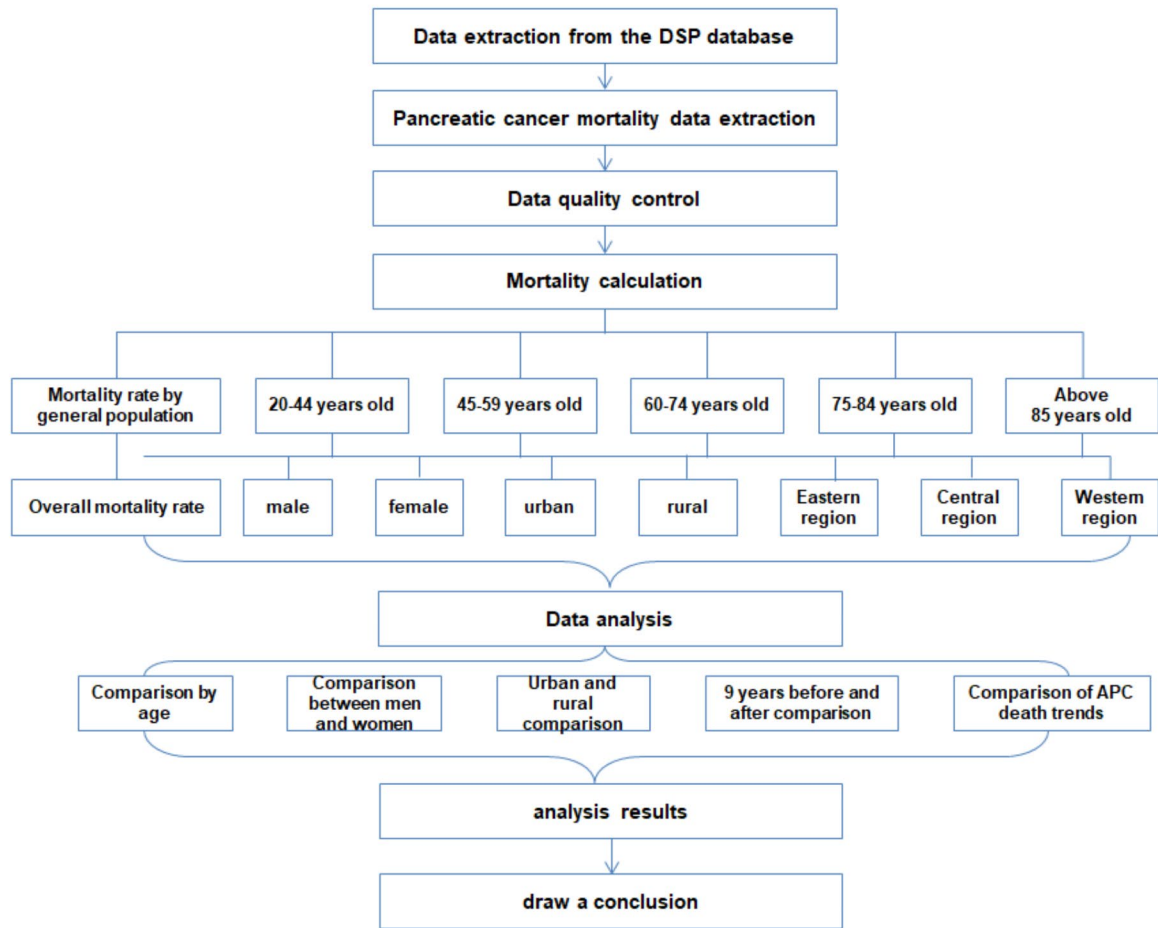 Data extraction from the DSP database
Pancreatic cancer mortality data extraction
Data quality control
Mortality calculation
Mortality rate by
general population
20-44 years old
45-59 years old
60-74 years old
75-84 years old
Above
85 years old
Overall mortality rate
male
female
urban
rural
Eastern
region
Central
region
Western
region
Data analysis
Comparison by
age
Comparison
between men
and women
Urban and
rural
comparison
9 years before and
after comparison
Comparison of APC
death trends
analysis results
draw a conclusion